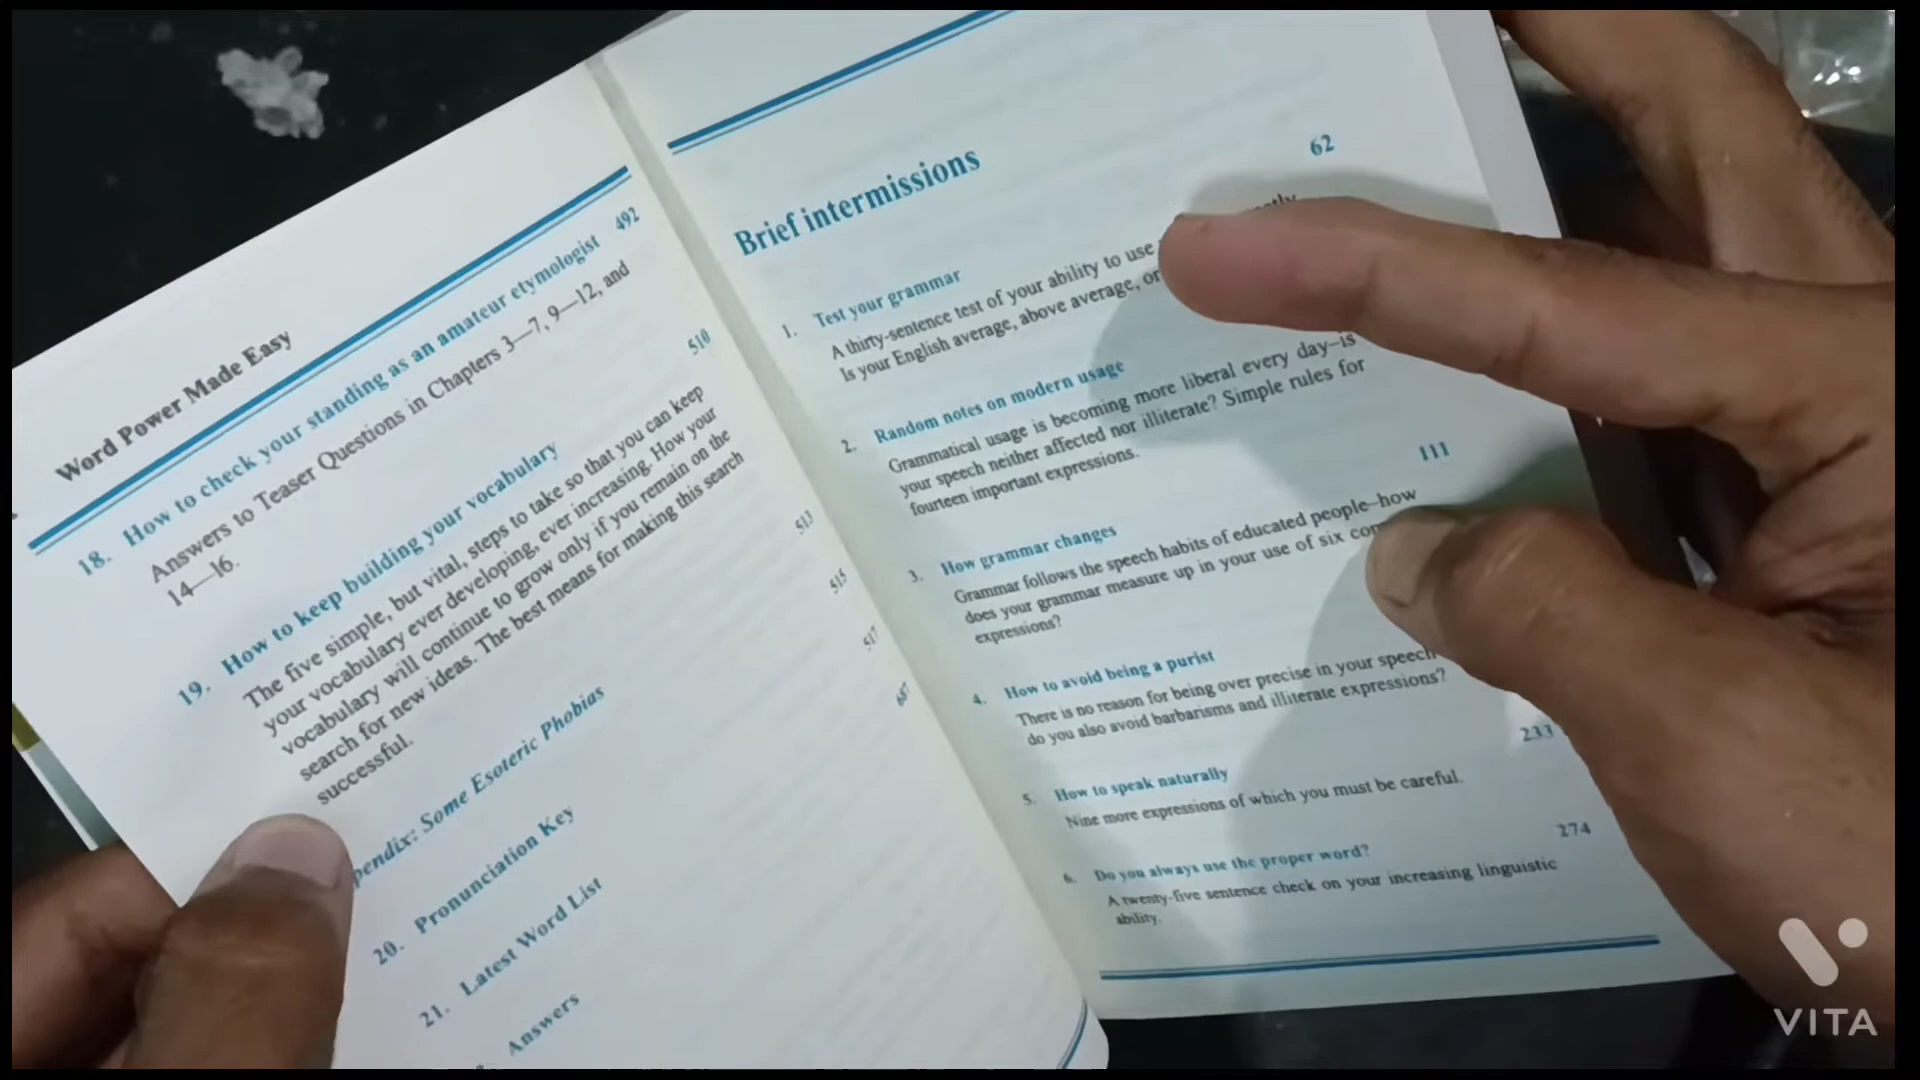 Word Power Made Easy
18. How to check your standing as an amateur etymologist 492
Answers to Teaser Questions in Chapters 3—7, 9—12, and
14—16.
19. How to keep building your vocabulary 510
The five simple, but vital, steps to take so that you can keep
your vocabulary ever developing, ever increasing. How your
vocabulary will continue to grow only if you remain on the
search for new ideas. The best means for making this search
successful.
pendix: Some Esoteric Phobias 513
20. Pronunciation Key 515
21. Latest Word List 517
Answers 687
Brief intermissions
62
1. Test your grammar
A thirty-sentence test of your ability to use
Is your English average, above average, or
2. Random notes on modern usage
Grammatical usage is becoming more liberal every day—is
your speech neither affected nor illiterate? Simple rules for
fourteen important expressions.
111
3. How grammar changes
Grammar follows the speech habits of educated people—how
does your grammar measure up in your use of six
expressions?
4. How to avoid being a purist
There is no reason for being over precise in your speech
do you also avoid barbarisms and illiterate expressions?
233
5. How to speak naturally
Nine more expressions of which you must be careful.
274
6. Do you always use the proper word?
A twenty-five sentence check on your increasing linguistic
ability.
VITA